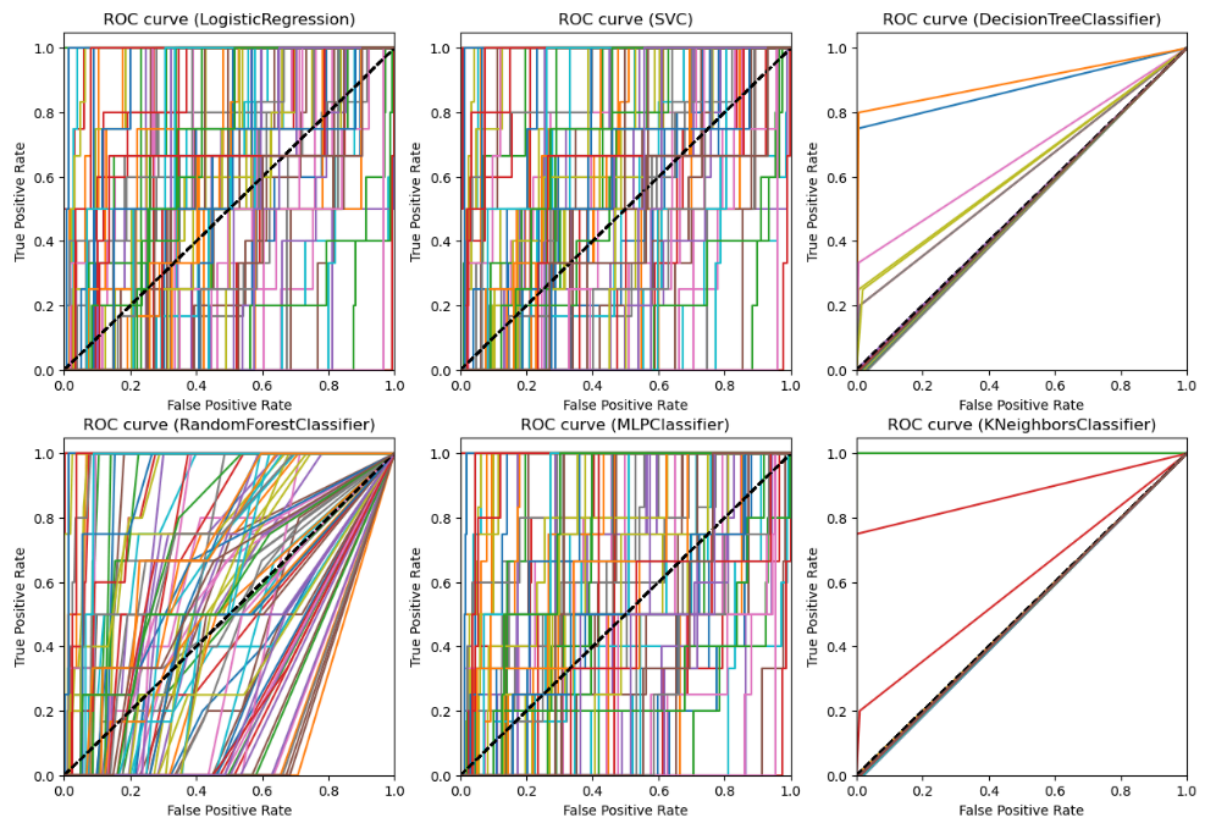 ROC curve (LogisticRegression)
1.0
0.8
0.6
0.4
0.2
0.0
True Positive Rate
0.0 0.2 0.4 0.6 0.8 1.0
False Positive Rate
ROC curve (SVC)
1.0
0.8
0.6
0.4
0.2
0.0
True Positive Rate
0.0 0.2 0.4 0.6 0.8 1.0
False Positive Rate
ROC curve (DecisionTreeClassifier)
1.0
0.8
0.6
0.4
0.2
0.0
True Positive Rate
0.0 0.2 0.4 0.6 0.8 1.0
False Positive Rate
ROC curve (RandomForestClassifier)
1.0
0.8
0.6
0.4
0.2
0.0
True Positive Rate
0.0 0.2 0.4 0.6 0.8 1.0
False Positive Rate
ROC curve (MLPClassifier)
1.0
0.8
0.6
0.4
0.2
0.0
True Positive Rate
0.0 0.2 0.4 0.6 0.8 1.0
False Positive Rate
ROC curve (KNeighborsClassifier)
1.0
0.8
0.6
0.4
0.2
0.0
True Positive Rate
0.0 0.2 0.4 0.6 0.8 1.0
False Positive Rate